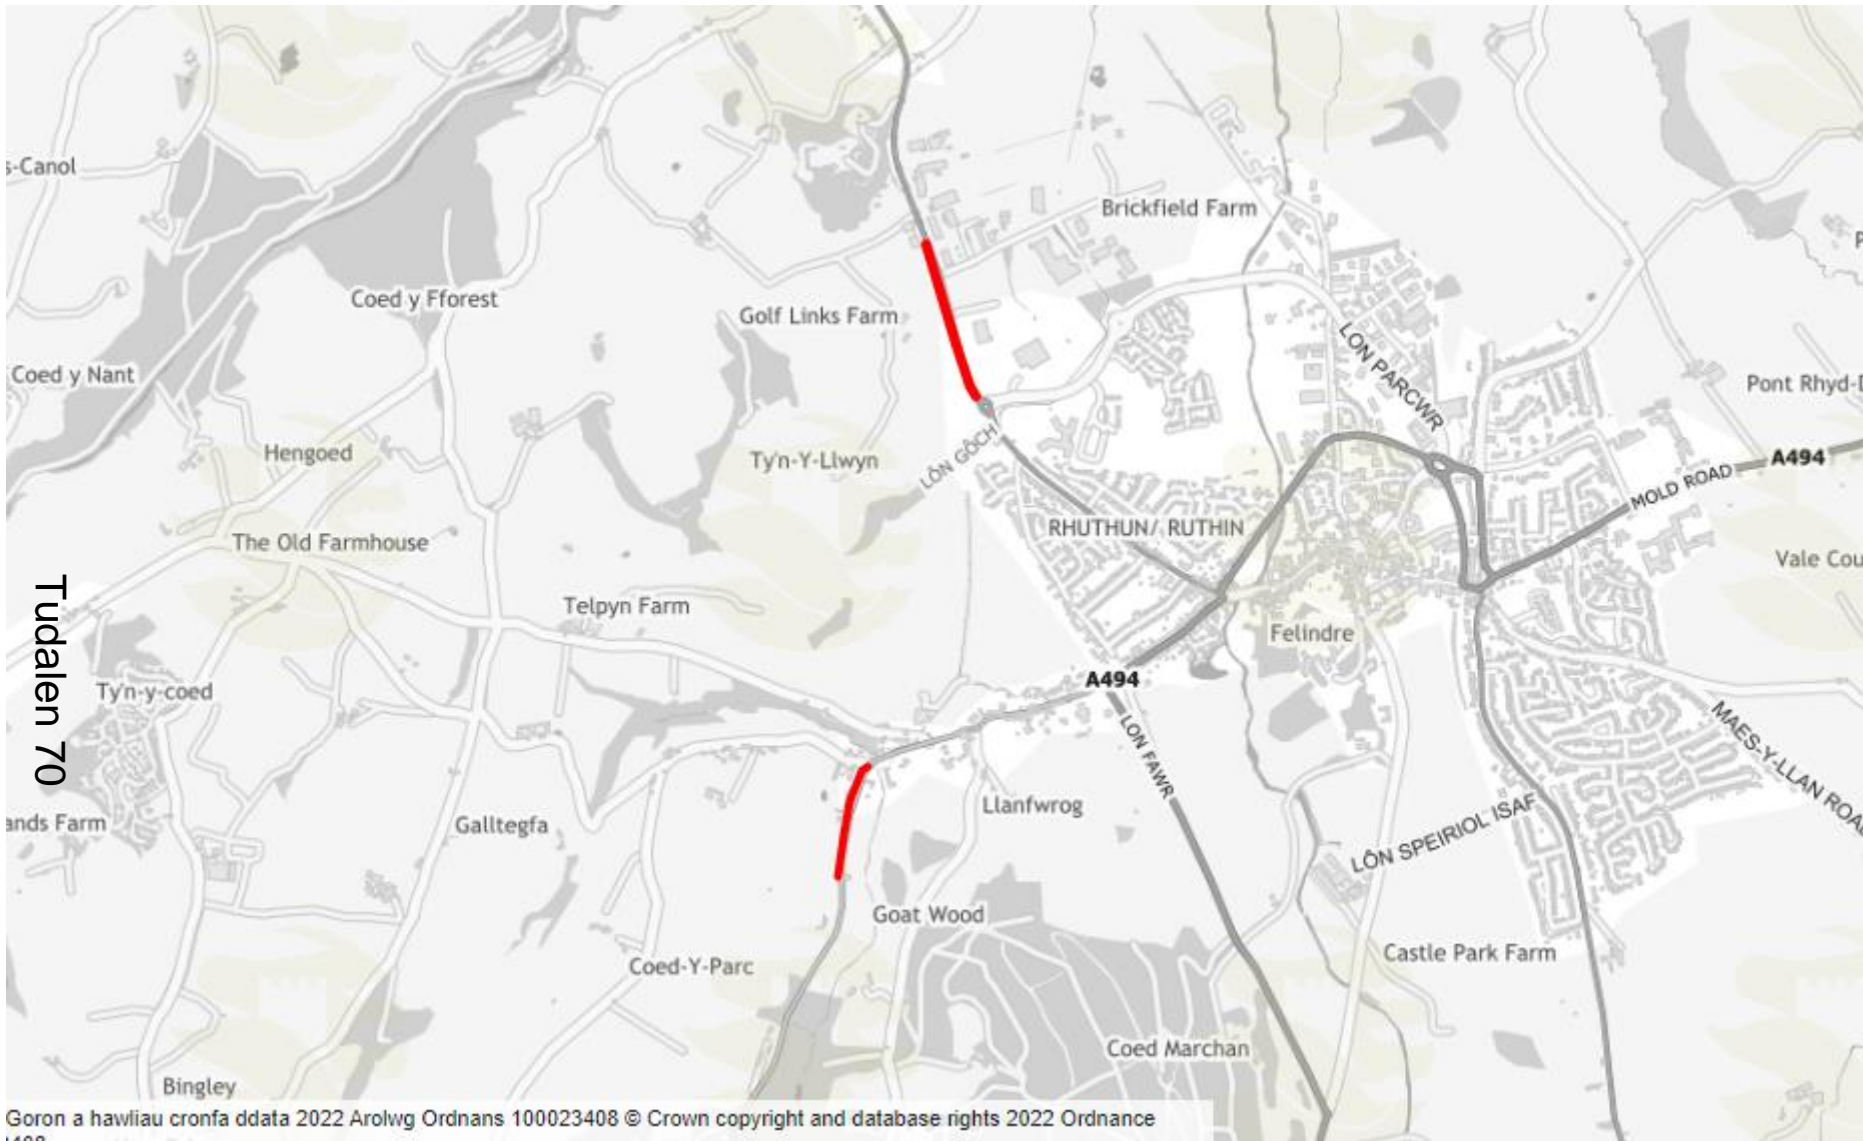 s-Canol
Brickfield Farm
Coed y Fforest
Golf Links Farm
LON PARCWR
Coed y Nant
Pont Rhyd-
Hengoed
Ty'n-Y-Llwyn
LÔN GÔCH
A494
MOLD ROAD
RHUTHUN/ RUTHIN
The Old Farmhouse
Vale Cou
Tudalen 70
Telpyn Farm
Felindre
A494
Ty'n-y-coed
LON FAWR
MAES-Y-LLAN ROAD
Llanfwrog
ands Farm
Galltegfa
LÔN SPEIRIOL ISAF
Goat Wood
Castle Park Farm
Coed-Y-Parc
Coed Marchan
Bingley
Goron a hawliau cronfa ddata 2022 Arolwg Ordnans 100023408 © Crown copyright and database rights 2022 Ordnance